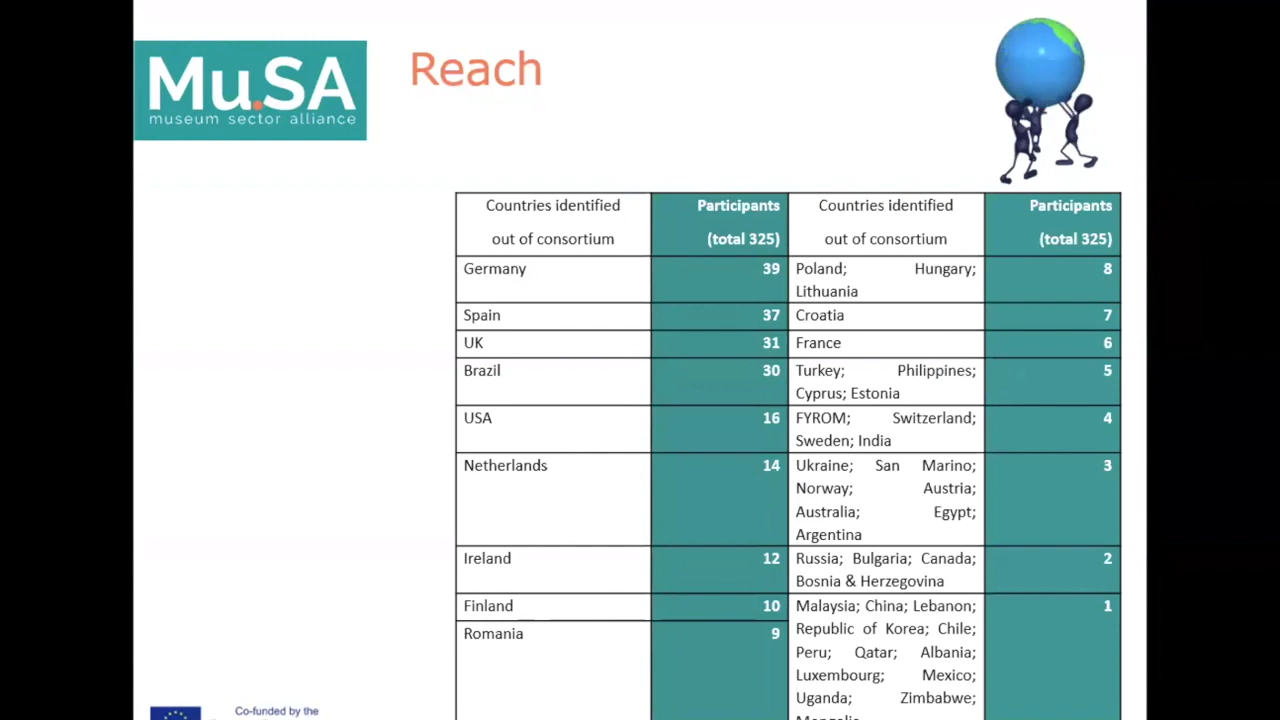 Mu.SA
museum sector alliance
Reach
Countries identified
out of consortium
Participants
(total 325)
Countries identified
out of consortium
Participants
(total 325)
Germany
39
Poland; Hungary;
Lithuania
8
Spain
37
Croatia
7
UK
31
France
6
Brazil
30
Turkey; Philippines;
Cyprus; Estonia
5
USA
16
FYROM; Switzerland;
Sweden; India
4
Netherlands
14
Ukraine; San Marino;
Norway; Austria;
Australia; Egypt;
Argentina
3
Ireland
12
Russia; Bulgaria; Canada;
Bosnia & Herzegovina
2
Finland
10
Malaysia; China; Lebanon;
Republic of Korea; Chile;
Peru; Qatar; Albania;
Luxembourg; Mexico;
Uganda; Zimbabwe;
1
Romania
9
Co-funded by the